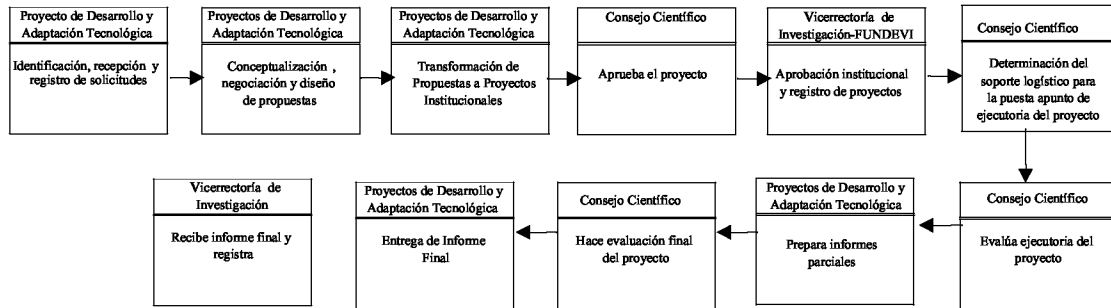 Proyecto de Desarrollo y
Adaptación Tecnológica
Identificación, recepción y
registro de solicitudes
Proyectos de Desarrollo y
Adaptación Tecnológica
Conceptualización ,
negociación y diseño
de propuestas
Proyectos de Desarrollo y
Adaptación Tecnológica
Transformación de
Propuestas a Proyectos
Institucionales
Consejo Científico
Aprueba el proyecto
Vicerrectoría de
Investigación-FUNDEVI
Aprobación institucional
y registro de proyectos
Consejo Científico
Determinación del
soporte logístico para
la puesta apunto de
ejecutoria del proyecto
Consejo Científico
Evalúa ejecutoria del
proyecto
Proyectos de Desarrollo y
Adaptación Tecnológica
Prepara informes
parciales
Consejo Científico
Hace evaluación final
del proyecto
Proyectos de Desarrollo y
Adaptación Tecnológica
Entrega de Informe
Final
Vicerrectoría de
Investigación
Recibe informe final y
registra